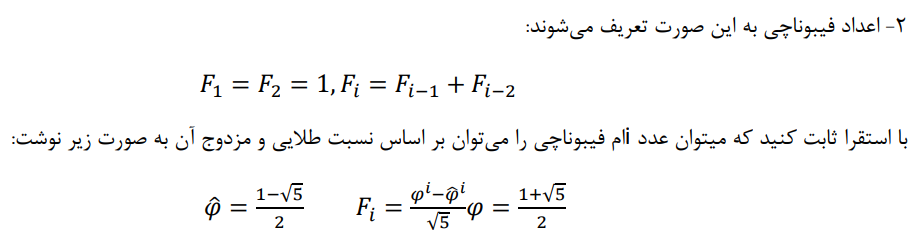 ۲- اعداد فیبوناچی به این صورت تعریف می‌شوند:
F₁ = F₂ = 1, Fᵢ = Fᵢ₋₁ + Fᵢ₋₂
با استقرا ثابت کنید که میتوان عدد iام فیبوناچی را می‌توان بر اساس نسبت طلایی و مزدوج آن به صورت زیر نوشت:
φ̂ = (1−√5)/2 Fᵢ = (φⁱ−φ̂ⁱ)/√5 φ = (1+√5)/2